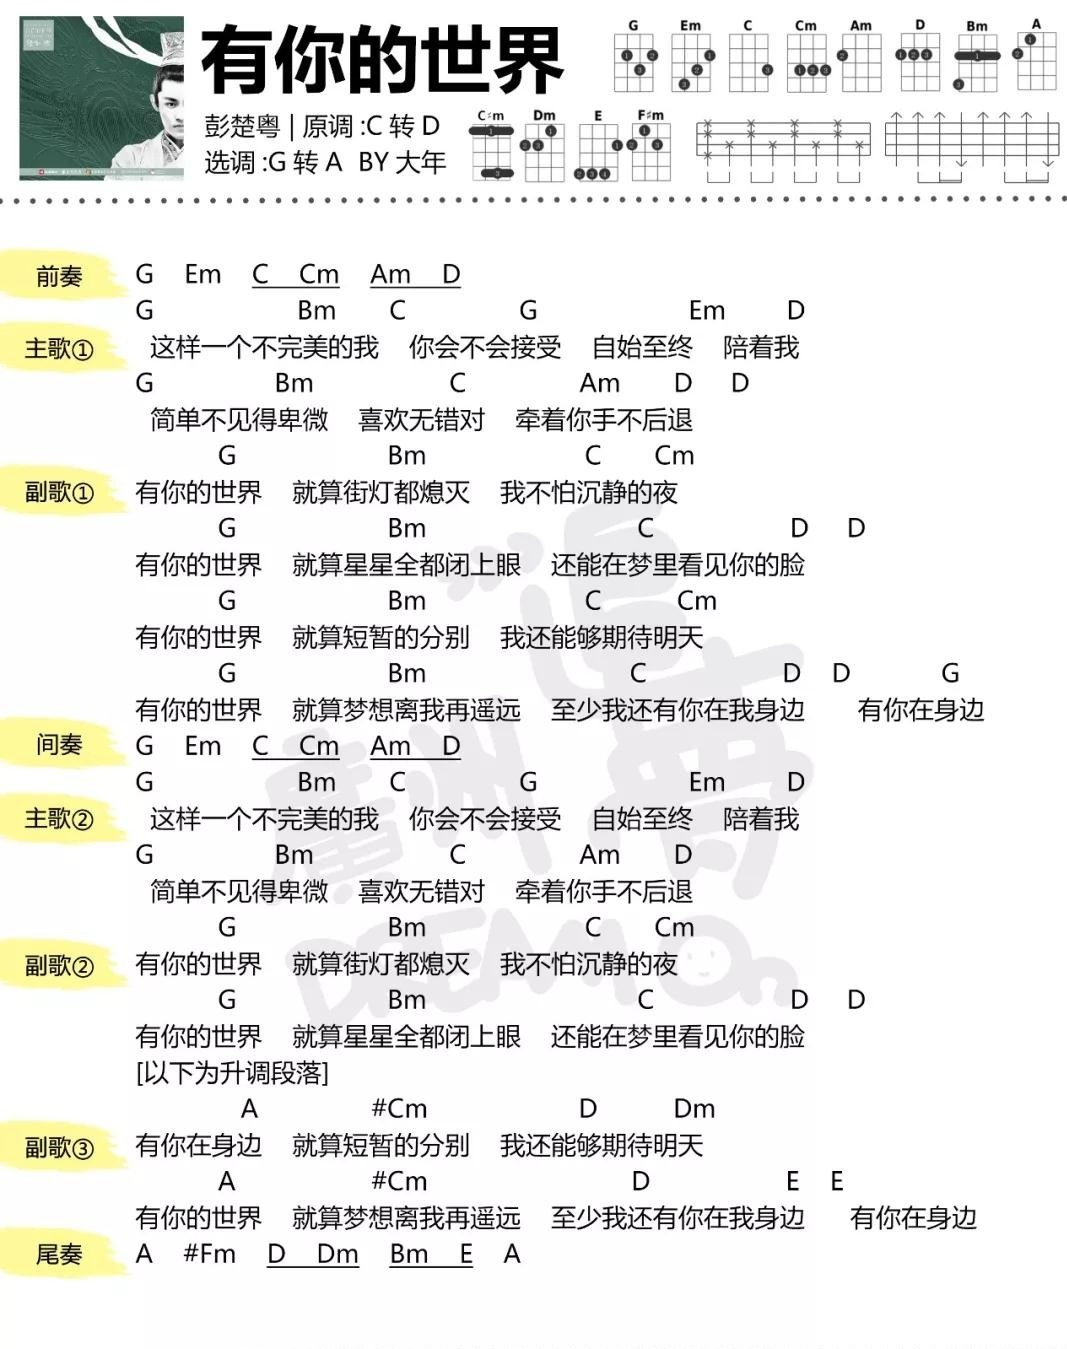 有你的世界
彭楚粤 | 原调 :C 转 D
选调 :G 转 A BY 大年
G Em C Cm Am D Bm A
C♯m Dm E F♯m
前奏 G Em C Cm Am D
G Bm C G Em D
主歌① 这样一个不完美的我 你会不会接受 自始至终 陪着我
G Bm C Am D D
简单不见得卑微 喜欢无错对 牵着你手不后退
G Bm C Cm
副歌① 有你的世界 就算街灯都熄灭 我不怕沉静的夜
G Bm C D D
有你的世界 就算星星全都闭上眼 还能在梦里看见你的脸
G Bm C Cm
有你的世界 就算短暂的分别 我还能够期待明天
G Bm C D D G
有你的世界 就算梦想离我再遥远 至少我还有你在我身边 有你在身边
间奏 G Em C Cm Am D
G Bm C G Em D
主歌② 这样一个不完美的我 你会不会接受 自始至终 陪着我
G Bm C Am D
简单不见得卑微 喜欢无错对 牵着你手不后退
G Bm C Cm
副歌② 有你的世界 就算街灯都熄灭 我不怕沉静的夜
G Bm C D D
有你的世界 就算星星全都闭上眼 还能在梦里看见你的脸
[以下为升调段落]
A #Cm D Dm
副歌③ 有你在身边 就算短暂的分别 我还能够期待明天
A #Cm D E E
有你的世界 就算梦想离我再遥远 至少我还有你在我身边 有你在身边
尾奏 A #Fm D Dm Bm E A
廣州追夢
DREAM On